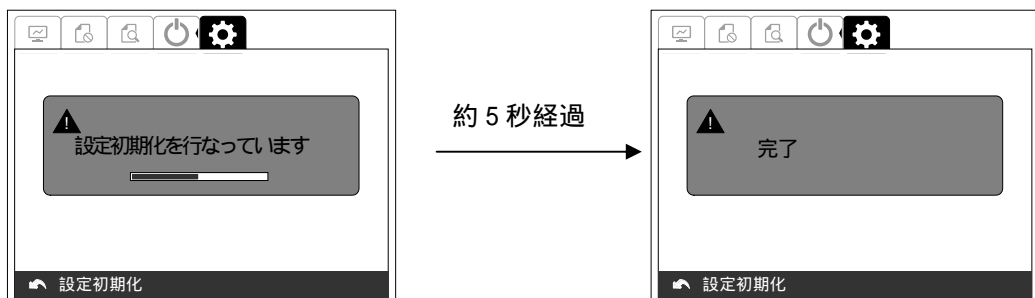 設定初期化を行なっています
設定初期化
約5秒経過
完了
設定初期化